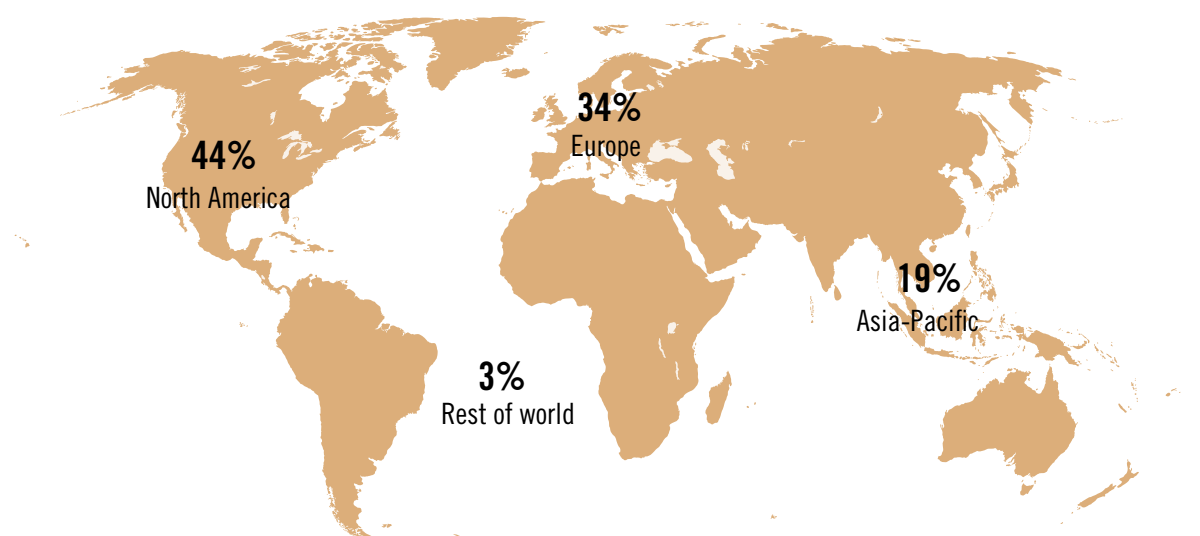 44%
North America
34%
Europe
19%
Asia-Pacific
3%
Rest of world